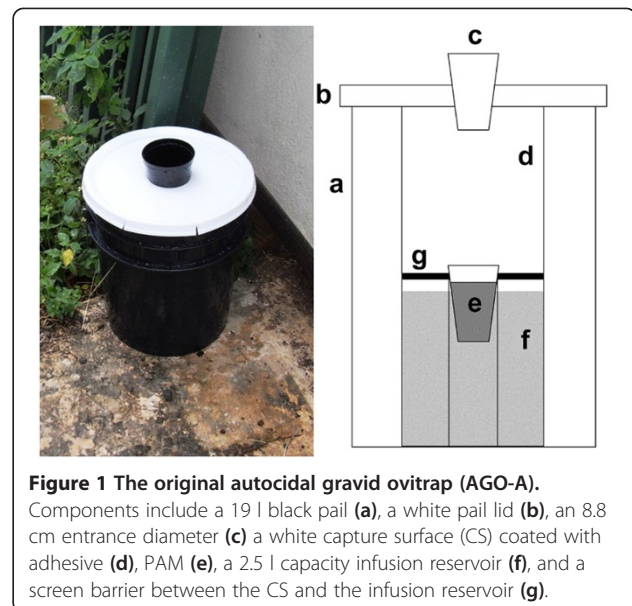 c
b
d
a
g
e
f
Figure 1 The original autocidal gravid ovitrap (AGO-A).
Components include a 19 l black pail (a), a white pail lid (b), an 8.8
cm entrance diameter (c) a white capture surface (CS) coated with
adhesive (d), PAM (e), a 2.5 l capacity infusion reservoir (f), and a
screen barrier between the CS and the infusion reservoir (g).